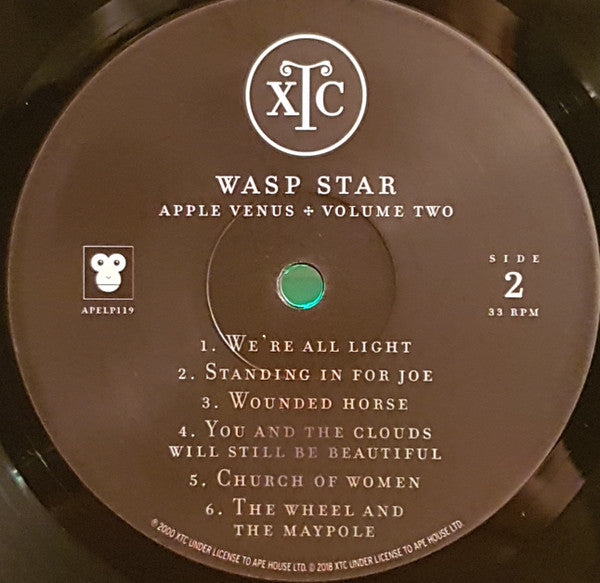 XTC
WASP STAR
APPLE VENUS + VOLUME TWO
APELP119
SIDE
2
33 RPM
1. WE'RE ALL LIGHT
2. STANDING IN FOR JOE
3. WOUNDED HORSE
4. YOU AND THE CLOUDS
WILL STILL BE BEAUTIFUL
5. CHURCH OF WOMEN
6. THE WHEEL AND
THE MAYPOLE
℗ 2000 XTC UNDER LICENSE TO APE HOUSE LTD. © 2018 XTC UNDER LICENSE TO APE HOUSE LTD.